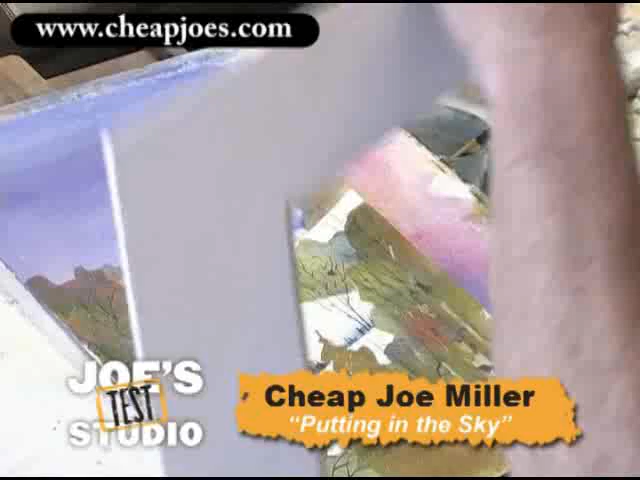 www.cheapjoes.com
JOE'S
TEST
STUDIO
Cheap Joe Miller
“Putting in the Sky”